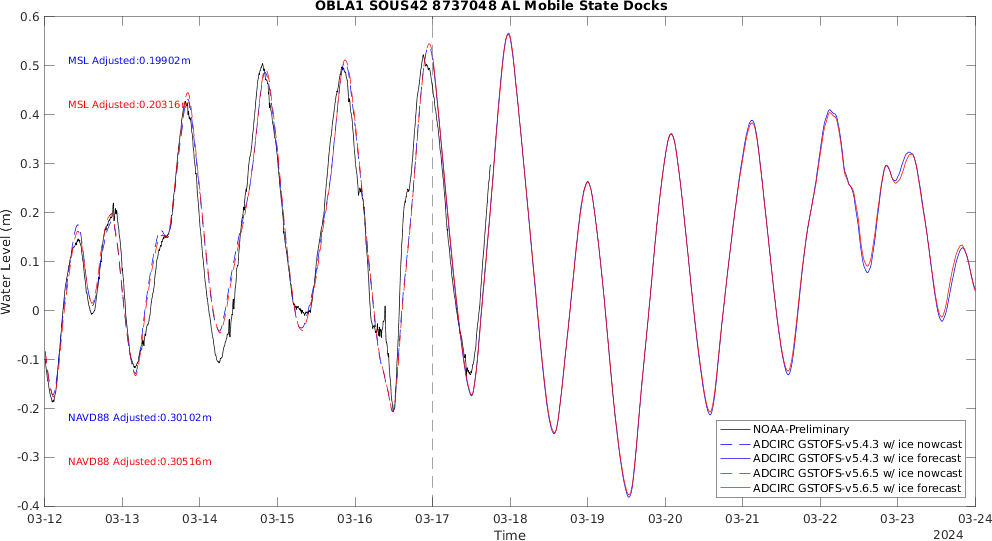 OBLA1 SOUS42 8737048 AL Mobile State Docks
Water Level (m)
0.6
0.5
0.4
0.3
0.2
0.1
0
-0.1
-0.2
-0.3
-0.4
MSL Adjusted:0.19902m
MSL Adjusted:0.20316m
NAVD88 Adjusted:0.30102m
NAVD88 Adjusted:0.30516m
NOAA-Preliminary
ADCIRC GSTOFS-v5.4.3 w/ ice nowcast
ADCIRC GSTOFS-v5.4.3 w/ ice forecast
ADCIRC GSTOFS-v5.6.5 w/ ice nowcast
ADCIRC GSTOFS-v5.6.5 w/ ice forecast
03-12 03-13 03-14 03-15 03-16 03-17 03-18 03-19 03-20 03-21 03-22 03-23 03-24
Time
2024